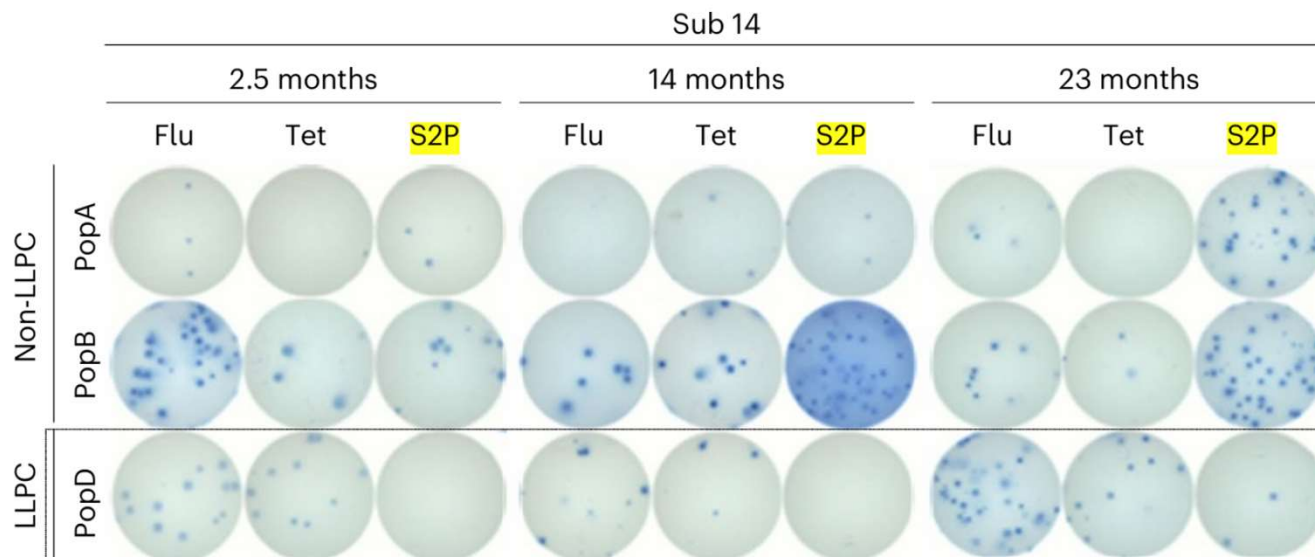 Sub 14
2.5 months 14 months 23 months
Flu Tet S2P Flu Tet S2P Flu Tet S2P
Non-LLPC
PopA
PopB
LLPC
PopD